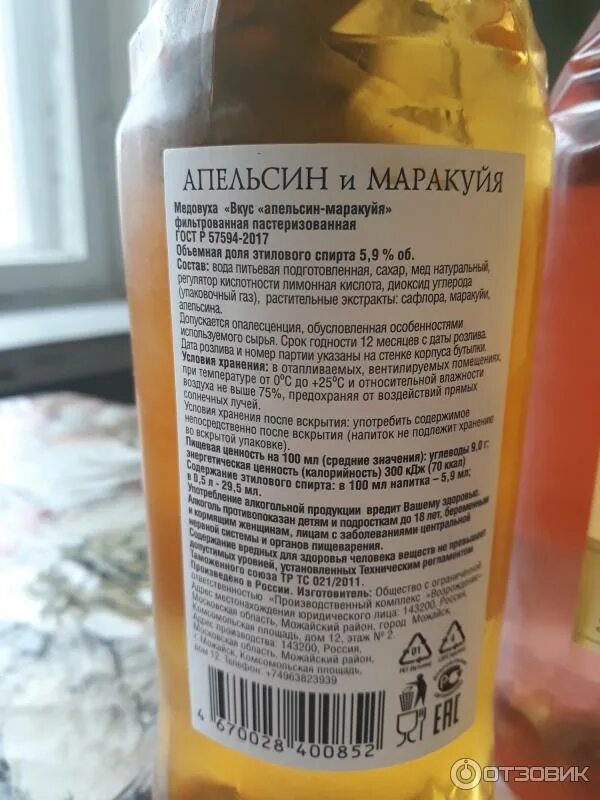 АПЕЛЬСИН и МАРАКУЙЯ
Медовуха «Вкус «апельсин-маракуйя»
фильтрованная пастеризованная
ГОСТ Р 57594-2017
Объемная доля этилового спирта 5,9 % об.
Состав: вода питьевая подготовленная, сахар, мед натуральный,
регулятор кислотности лимонная кислота, диоксид углерода
(упаковочный газ), растительные экстракты: сафлора, маракуйи,
апельсина.
Допускается опалесценция, обусловленная особенностями
используемого сырья. Срок годности 12 месяцев с даты розлива.
Дата розлива и номер партии указаны на стенке корпуса бутылки.
Условия хранения: в отапливаемых, вентилируемых помещениях,
при температуре от 0°С до +25°С и относительной влажности
воздуха не выше 75%, предохраняя от воздействий прямых
солнечных лучей.
Условия хранения после вскрытия: употребить содержимое
непосредственно после вскрытия (напиток не подлежит хранению
во вскрытой упаковке).
Пищевая ценность на 100 мл (средние значения): углеводы 9,0 г;
энергетическая ценность (калорийность) 300 кДж (70 ккал)
Содержание этилового спирта: в 100 мл напитка – 5,9 мл;
в 0,5 л - 29,5 мл.
Употребление алкогольной продукции вредит Вашему здоровью.
Алкоголь противопоказан детям и подросткам до 18 лет, беременным
и кормящим женщинам, лицам с заболеваниями центральной
нервной системы и органов пищеварения.
Содержание вредных для здоровья человека веществ не превышает
допустимых уровней, установленных Техническим регламентом
Таможенного союза ТР ТС 021/2011.
Произведено в России. Изготовитель: Общество с ограниченной
ответственностью «Производственный комплекс «Возрождение»
Адрес местонахождения юридического лица: 143200, Россия,
Московская область, Можайский район, город Можайск,
Комсомольская площадь, дом 12, этаж № 2.
Адрес производства: 143200, Россия,
Московская область, Можайский район,
г. Можайск, Комсомольская площадь,
дом 12. Телефон: +74963823939
01
4
4 670028 400852
EAC
ОТЗОВИК